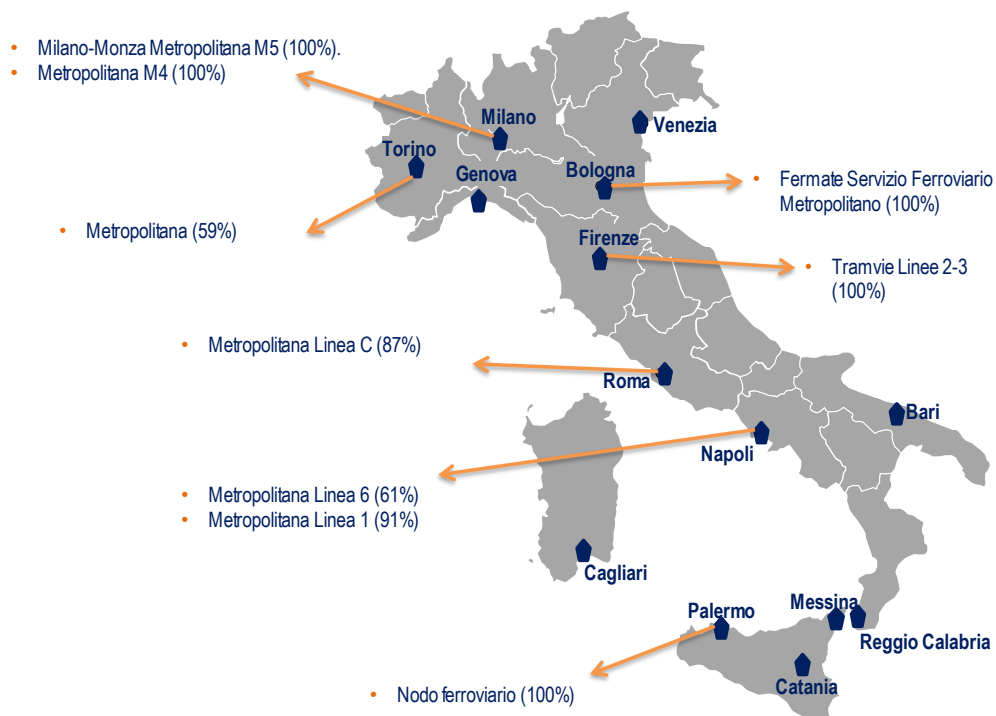 • Milano-Monza Metropolitana M5 (100%).
• Metropolitana M4 (100%)
Milano
Venezia
Torino
Genova
Bologna
• Fermate Servizio Ferroviario
Metropolitano (100%)
• Metropolitana (59%)
Firenze
• Tramvie Linee 2-3
(100%)
• Metropolitana Linea C (87%)
Roma
Bari
Napoli
• Metropolitana Linea 6 (61%)
• Metropolitana Linea 1 (91%)
Cagliari
Palermo
Messina
Reggio Calabria
Catania
• Nodo ferroviario (100%)